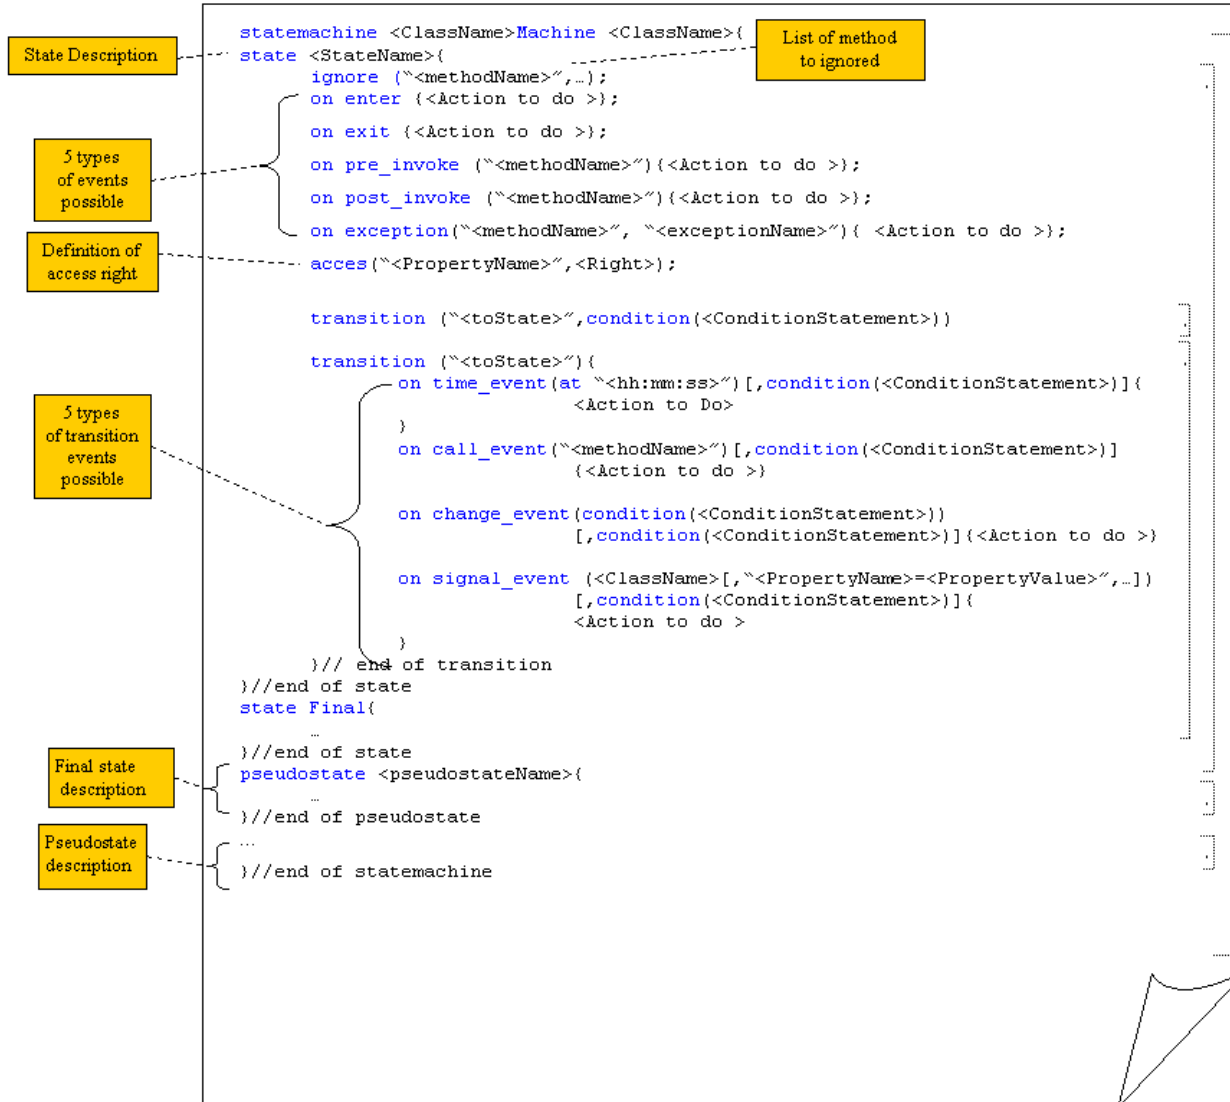 statemachine <ClassName>Machine <ClassName>{
State Description
state <StateName>{
List of method
to ignored
ignore (“<methodName>”,…);
on enter {<Action to do >};
on exit {<Action to do >};
5 types
of events
possible
on pre_invoke (“<methodName>”){<Action to do >};
on post_invoke (“<methodName>”){<Action to do >};
on exception(“<methodName>”, “<exceptionName>”){ <Action to do >};
Definition of
access right
acces(“<PropertyName>”,<Right>);
transition (“<toState>”,condition(<ConditionStatement>))
transition (“<toState>”){
on time_event(at “<hh:mm:ss>”)[,condition(<ConditionStatement>)]{
<Action to Do>
}
5 types
of transition
events
possible
on call_event(“<methodName>”)[,condition(<ConditionStatement>)]
{<Action to do >}
on change_event(condition(<ConditionStatement>))
[,condition(<ConditionStatement>)]{<Action to do >}
on signal_event (<ClassName>[,“<PropertyName>=<PropertyValue>”,…])
[,condition(<ConditionStatement>)]{
<Action to do >
}
}// end of transition
}//end of state
state Final{
…
}//end of state
Final state
description
pseudostate <pseudostateName>{
…
}//end of pseudostate
Pseudostate
description
...
}//end of statemachine